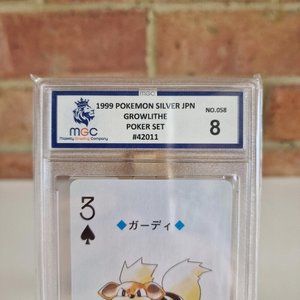 MGC
1999 POKEMON SILVER JPN
GROWLITHE
POKER SET
#42011
NO.058
8
MGC
Majesty Grading Company
3
◆ガーディ◆